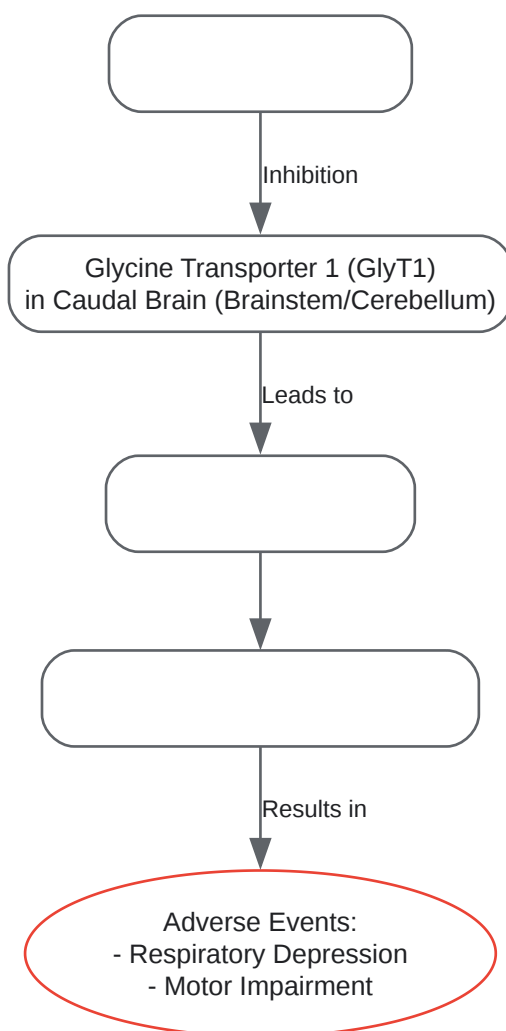 Inhibition
Glycine Transporter 1 (GlyT1)
in Caudal Brain (Brainstem/Cerebellum)
Leads to
Results in
Adverse Events:
- Respiratory Depression
- Motor Impairment